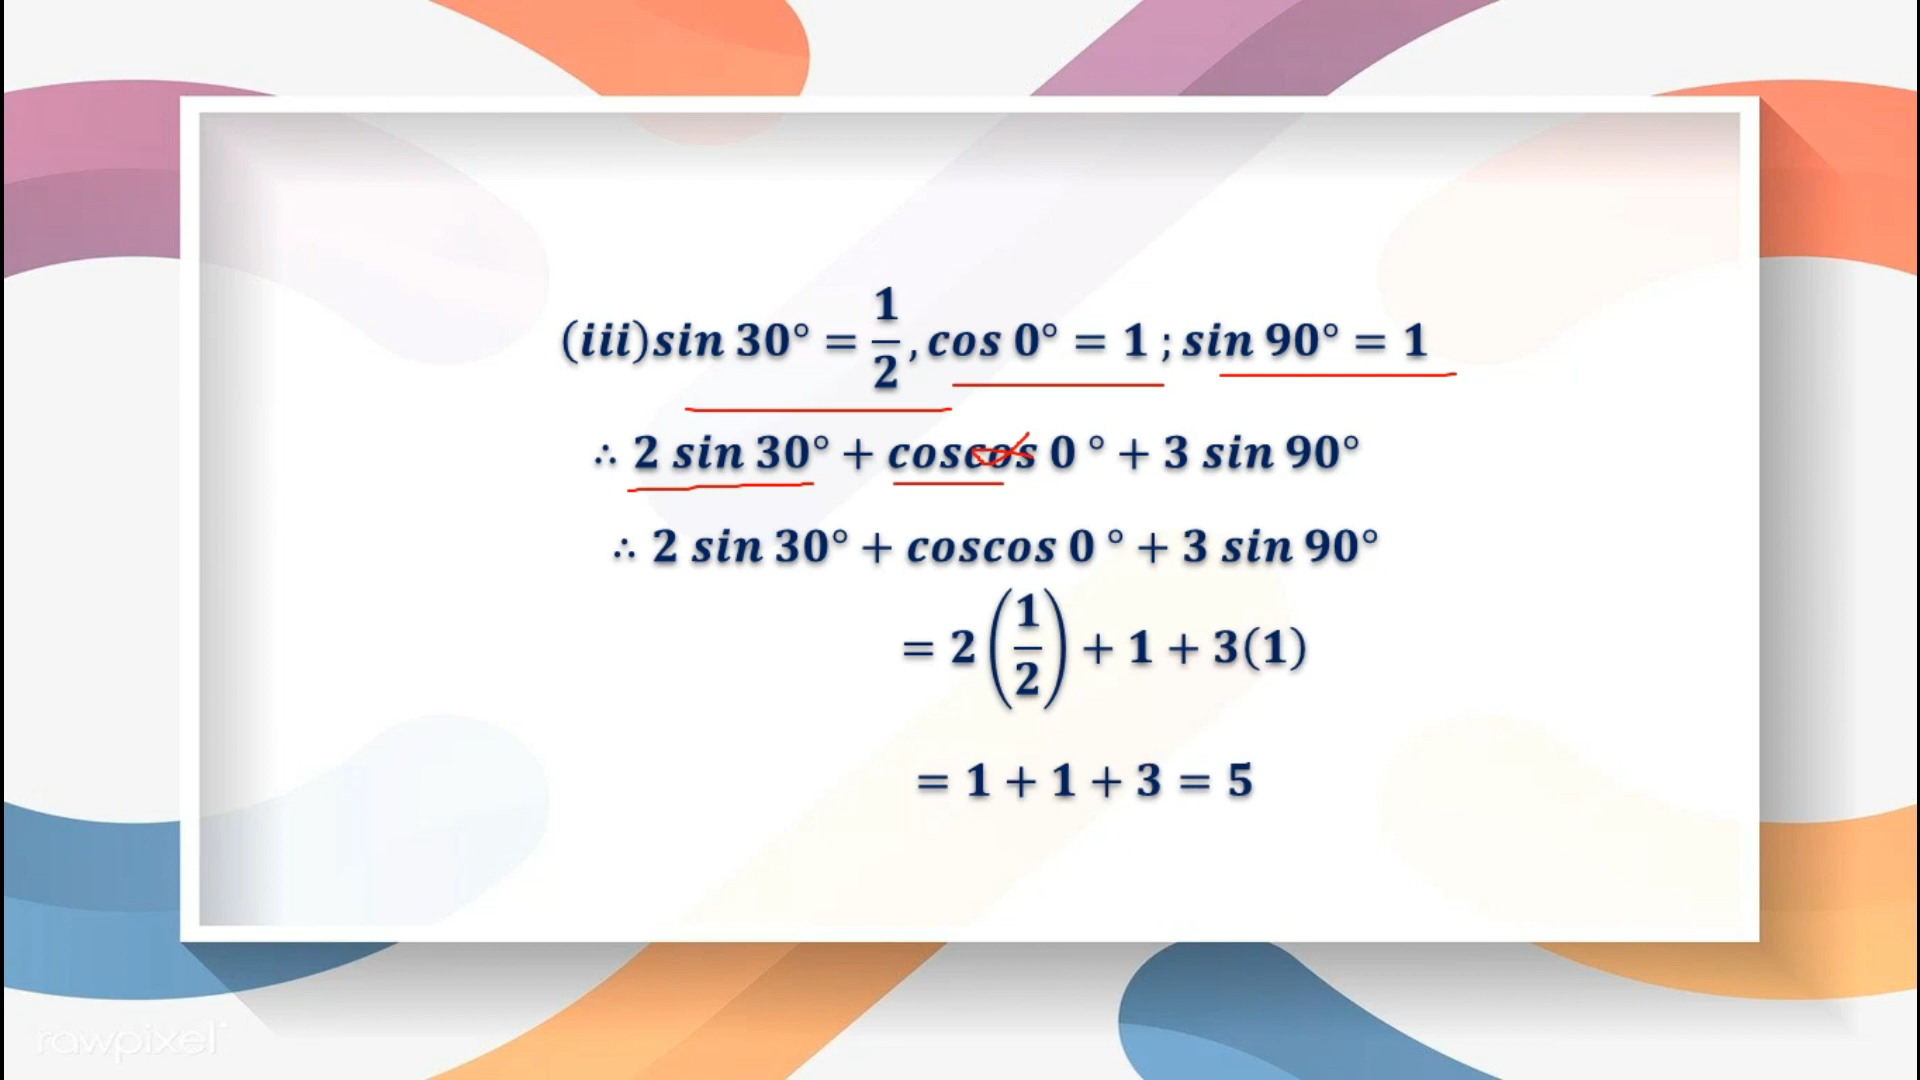 (iii) sin 30° = 1/2, cos 0° = 1 ; sin 90° = 1
∴ 2 sin 30° + coscos 0 ° + 3 sin 90°
∴ 2 sin 30° + coscos 0 ° + 3 sin 90°
= 2 (1/2) + 1 + 3(1)
= 1 + 1 + 3 = 5
rawpixel